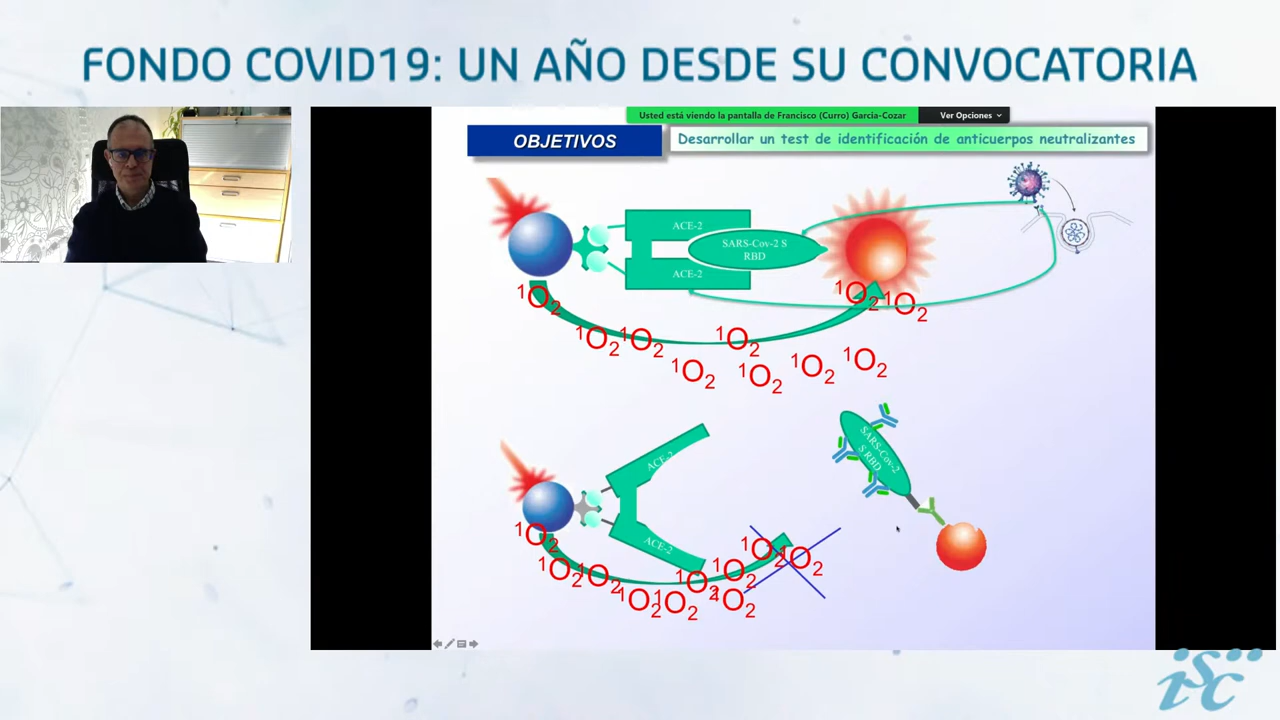 FONDO COVID19: UN AÑO DESDE SU CONVOCATORIA
Usted está viendo la pantalla de Francisco (Curro) Garcia-Cozar
Ver Opciones
OBJETIVOS
Desarrollar un test de identificación de anticuerpos neutralizantes
ACE-2
SARS-Cov-2 S
RBD
ACE-2
¹O₂
¹O₂
¹O₂
¹O₂
¹O₂
¹O₂
¹O₂
¹O₂
¹O₂
¹O₂
ACE-2
SARS-Cov-2
S RBD
ACE-2
¹O₂
¹O₂
¹O₂
¹O₂
¹O₂
¹O₂
¹O₂
¹O₂
¹O₂
¹O₂
isc